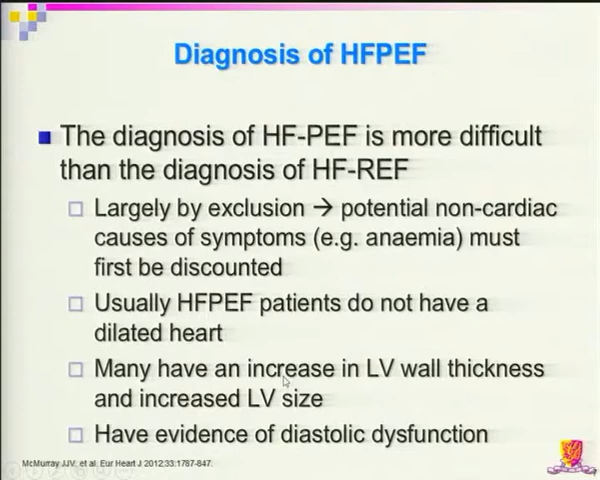 Diagnosis of HFPEF
The diagnosis of HF-PEF is more difficult
than the diagnosis of HF-REF
Largely by exclusion → potential non-cardiac
causes of symptoms (e.g. anaemia) must
first be discounted
Usually HFPEF patients do not have a
dilated heart
Many have an increase in LV wall thickness
and increased LV size
Have evidence of diastolic dysfunction
McMurray JJV, et al. Eur Heart J 2012;33:1787-847.